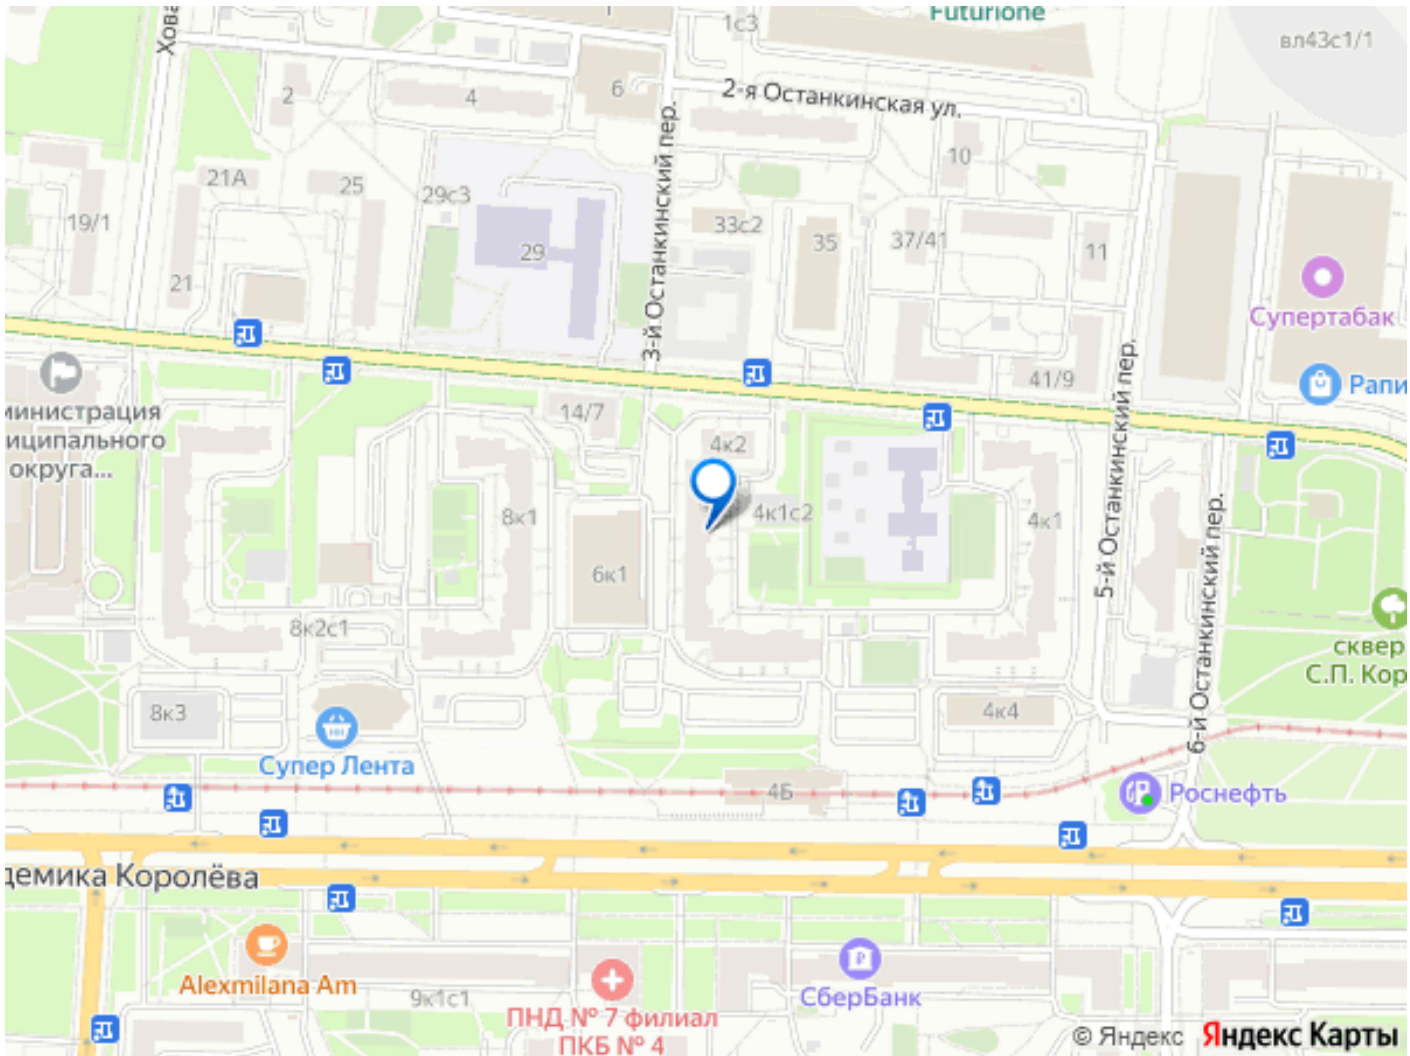 Futurione
1с3
вл43с1/1
Хова
2
4
6
2-я Останкинская ул.
3-й Останкинский пер.
10
21А
25
29с3
19/1
33с2
35
37/41
29
11
21
Супертабак
41/9
Рапи
министрация
иципального
округа...
14/7
4к2
8к1
4к1с2
4к1
5-й Останкинский пер.
6к1
6-й Останкинский пер.
8к2с1
сквер
С.П. Кор
8к3
4к4
Супер Лента
4Б
Роснефть
демика Королёва
Alexmilana Am
9к1с1
СберБанк
ПНД № 7 филиал
ПКБ № 4
© Яндекс Яндекс Карты